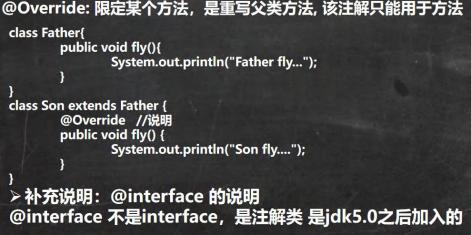 @Override: 限定某个方法，是重写父类方法, 该注解只能用于方法
class Father{
public void fly(){
System.out.println("Father fly...");
}
}
class Son extends Father {
@Override //说明
public void fly() {
System.out.println("Son fly....");
}
}
➢补充说明：@interface 的说明
@interface 不是interface，是注解类 是jdk5.0之后加入的